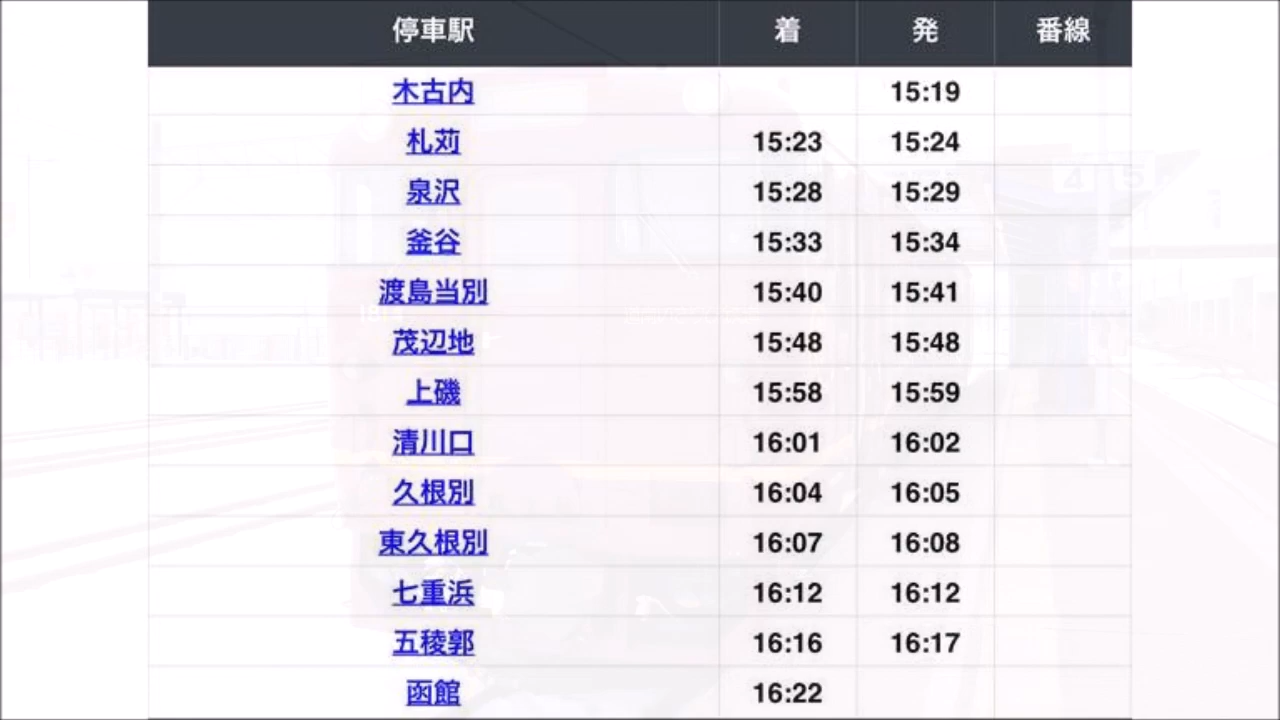 停車駅 着 発 番線
木古内 15:19
札苅 15:23 15:24
泉沢 15:28 15:29
釜谷 15:33 15:34
渡島当別 15:40 15:41
茂辺地 15:48 15:48
上磯 15:58 15:59
清川口 16:01 16:02
久根別 16:04 16:05
東久根別 16:07 16:08
七重浜 16:12 16:12
五稜郭 16:16 16:17
函館 16:22
4 5